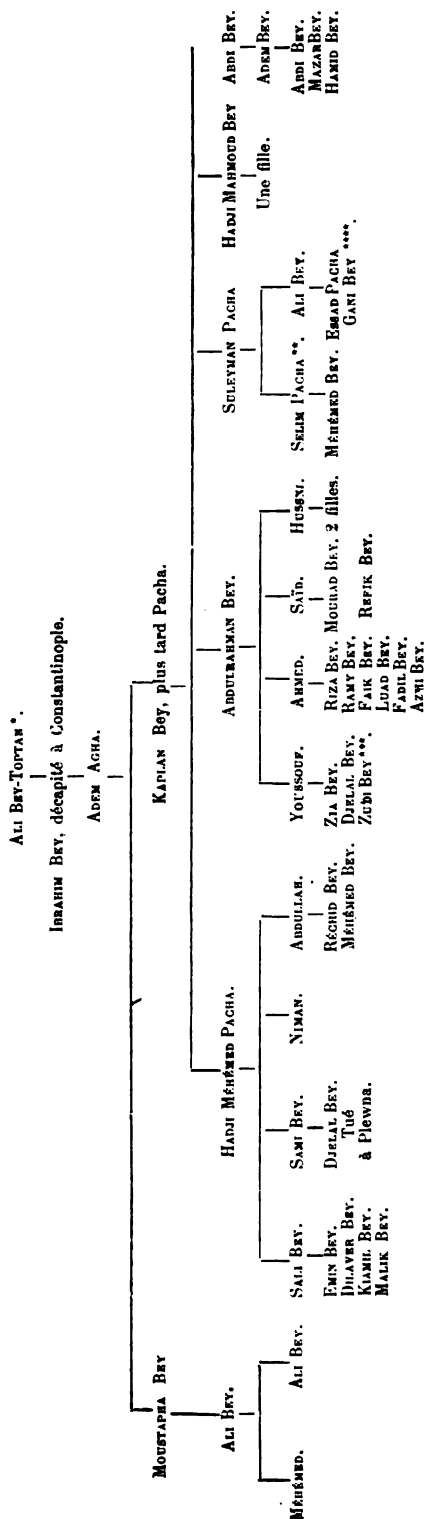 ALI BEY-TOPTAN *.
IBRAHIM BEY, décapité à Constantinople.
ADEM AGHA.
MOUSTAPHA BEY
KAPLAN BEY, plus tard Pacha.
ALI BEY.
HADJI MÉHÉMED PACHA.
ABDULRAHMAN BEY.
SULEYMAN PACHA
HADJI MAHMOUD BEY
ABDI BEY.
MÉHÉMED.
ALI BEY.
SALI BEY.
SAMI BEY.
NIMAN.
ABDULLAH.
YOUSSOUF.
AHMED.
SAÏD.
HUSSNI.
SELIM PACHA **.
ALI BEY.
Une fille.
ADEM BEY.
EMIN BEY.
DILAVER BEY.
KIAMIL BEY.
MALIK BEY.
DJELAL BEY.
Tué
à Plewna.
RÉCHID BEY.
MÉHÉMED BEY.
ZIA BEY.
DJELAL BEY.
ZUBDI BEY ***.
RIZA BEY.
RAMY BEY.
FAIK BEY.
LUAD BEY.
FADIL BEY.
AZMI BEY.
MOURAD BEY.
REFIK BEY.
2 filles.
MÉHÉMED BEY.
ESSAD PACHA
GANI BEY ****.
ABDI BEY.
MAZAR BEY.
HAMID BEY.